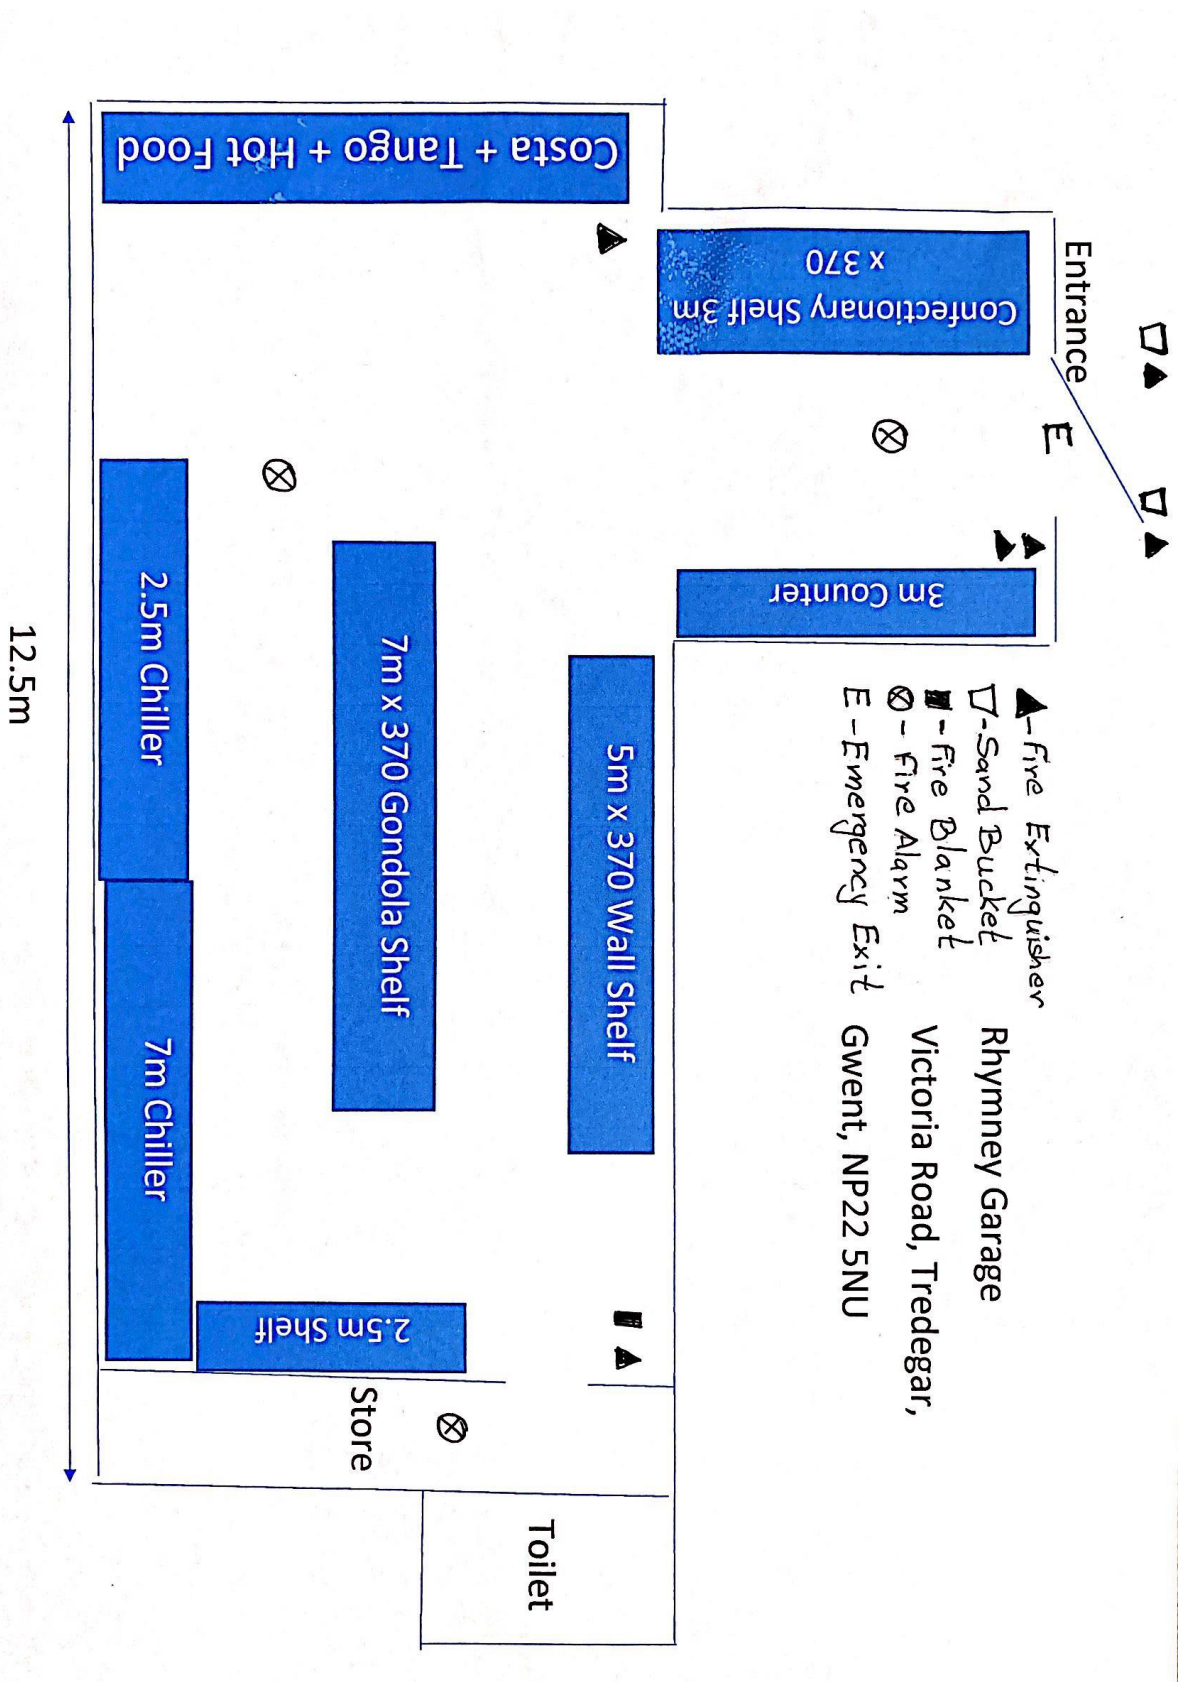 Entrance
E
Costa + Tango + Hot Food
Confectionary Shelf 3m
x 370
3m Counter
-Fire Extinguisher
-Sand Bucket
- Fire Blanket
- Fire Alarm
E - Emergency Exit
Rhymney Garage
Victoria Road, Tredegar,
Gwent, NP22 5NU
5m x 370 Wall Shelf
7m x 370 Gondola Shelf
2.5m Chiller
7m Chiller
2.5m Shelf
Store
Toilet
12.5m